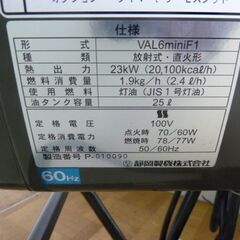 仕様
形式 VAL6miniF1
種類 放射式・直火形
熱出力 23kW (20,100kcal/h)
燃料消費量 1.9kg/h (2.4ℓ/h)
使用燃料 灯油 (JIS1号灯油)
油タンク容量 25ℓ
定格電圧 100V
定格消費電力 点火時 70/60W
燃焼時 78/77W
定格周波数 50/60Hz
製造番号 P-010090
静岡製機株式会社
60Hz